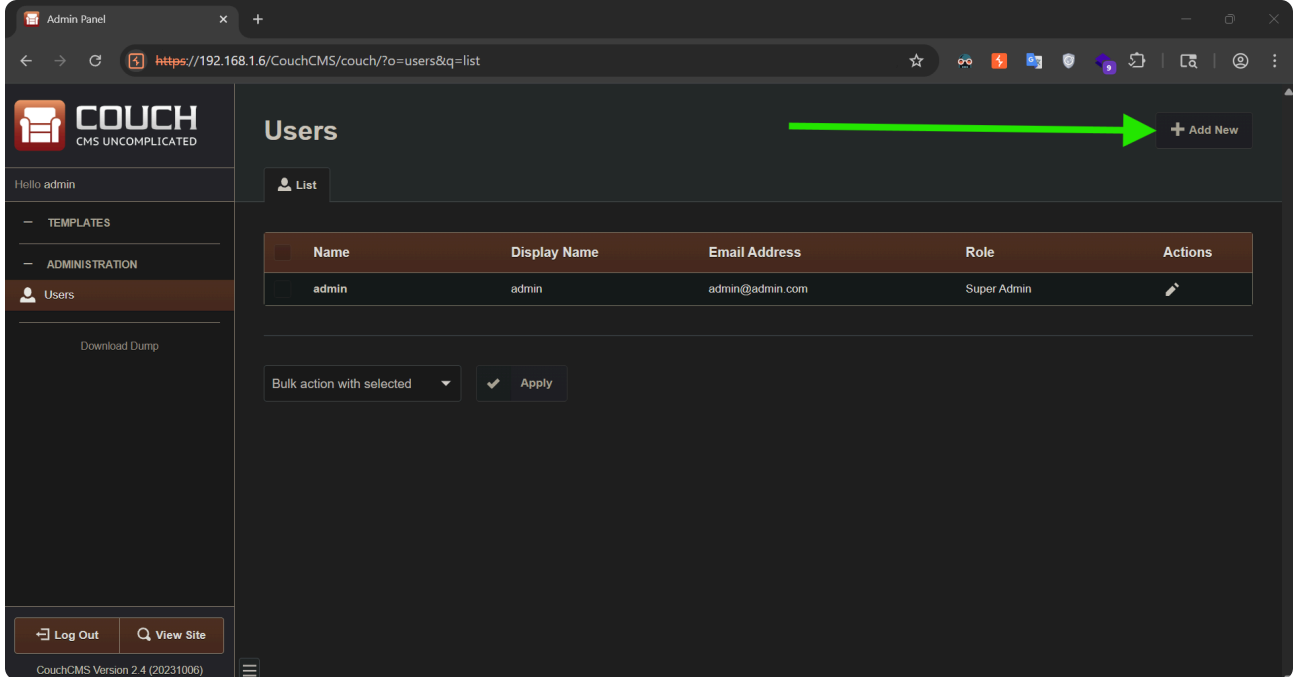 Admin Panel
https://192.168.1.6/CouchCMS/couch/?o=users&q=list
9
COUCH
CMS UNCOMPLICATED
Users
Add New
Hello admin
List
TEMPLATES
ADMINISTRATION
Users
Download Dump
Name Display Name Email Address Role Actions
admin admin admin@admin.com Super Admin
Bulk action with selected Apply
Log Out View Site
CouchCMS Version 2.4 (20231006)